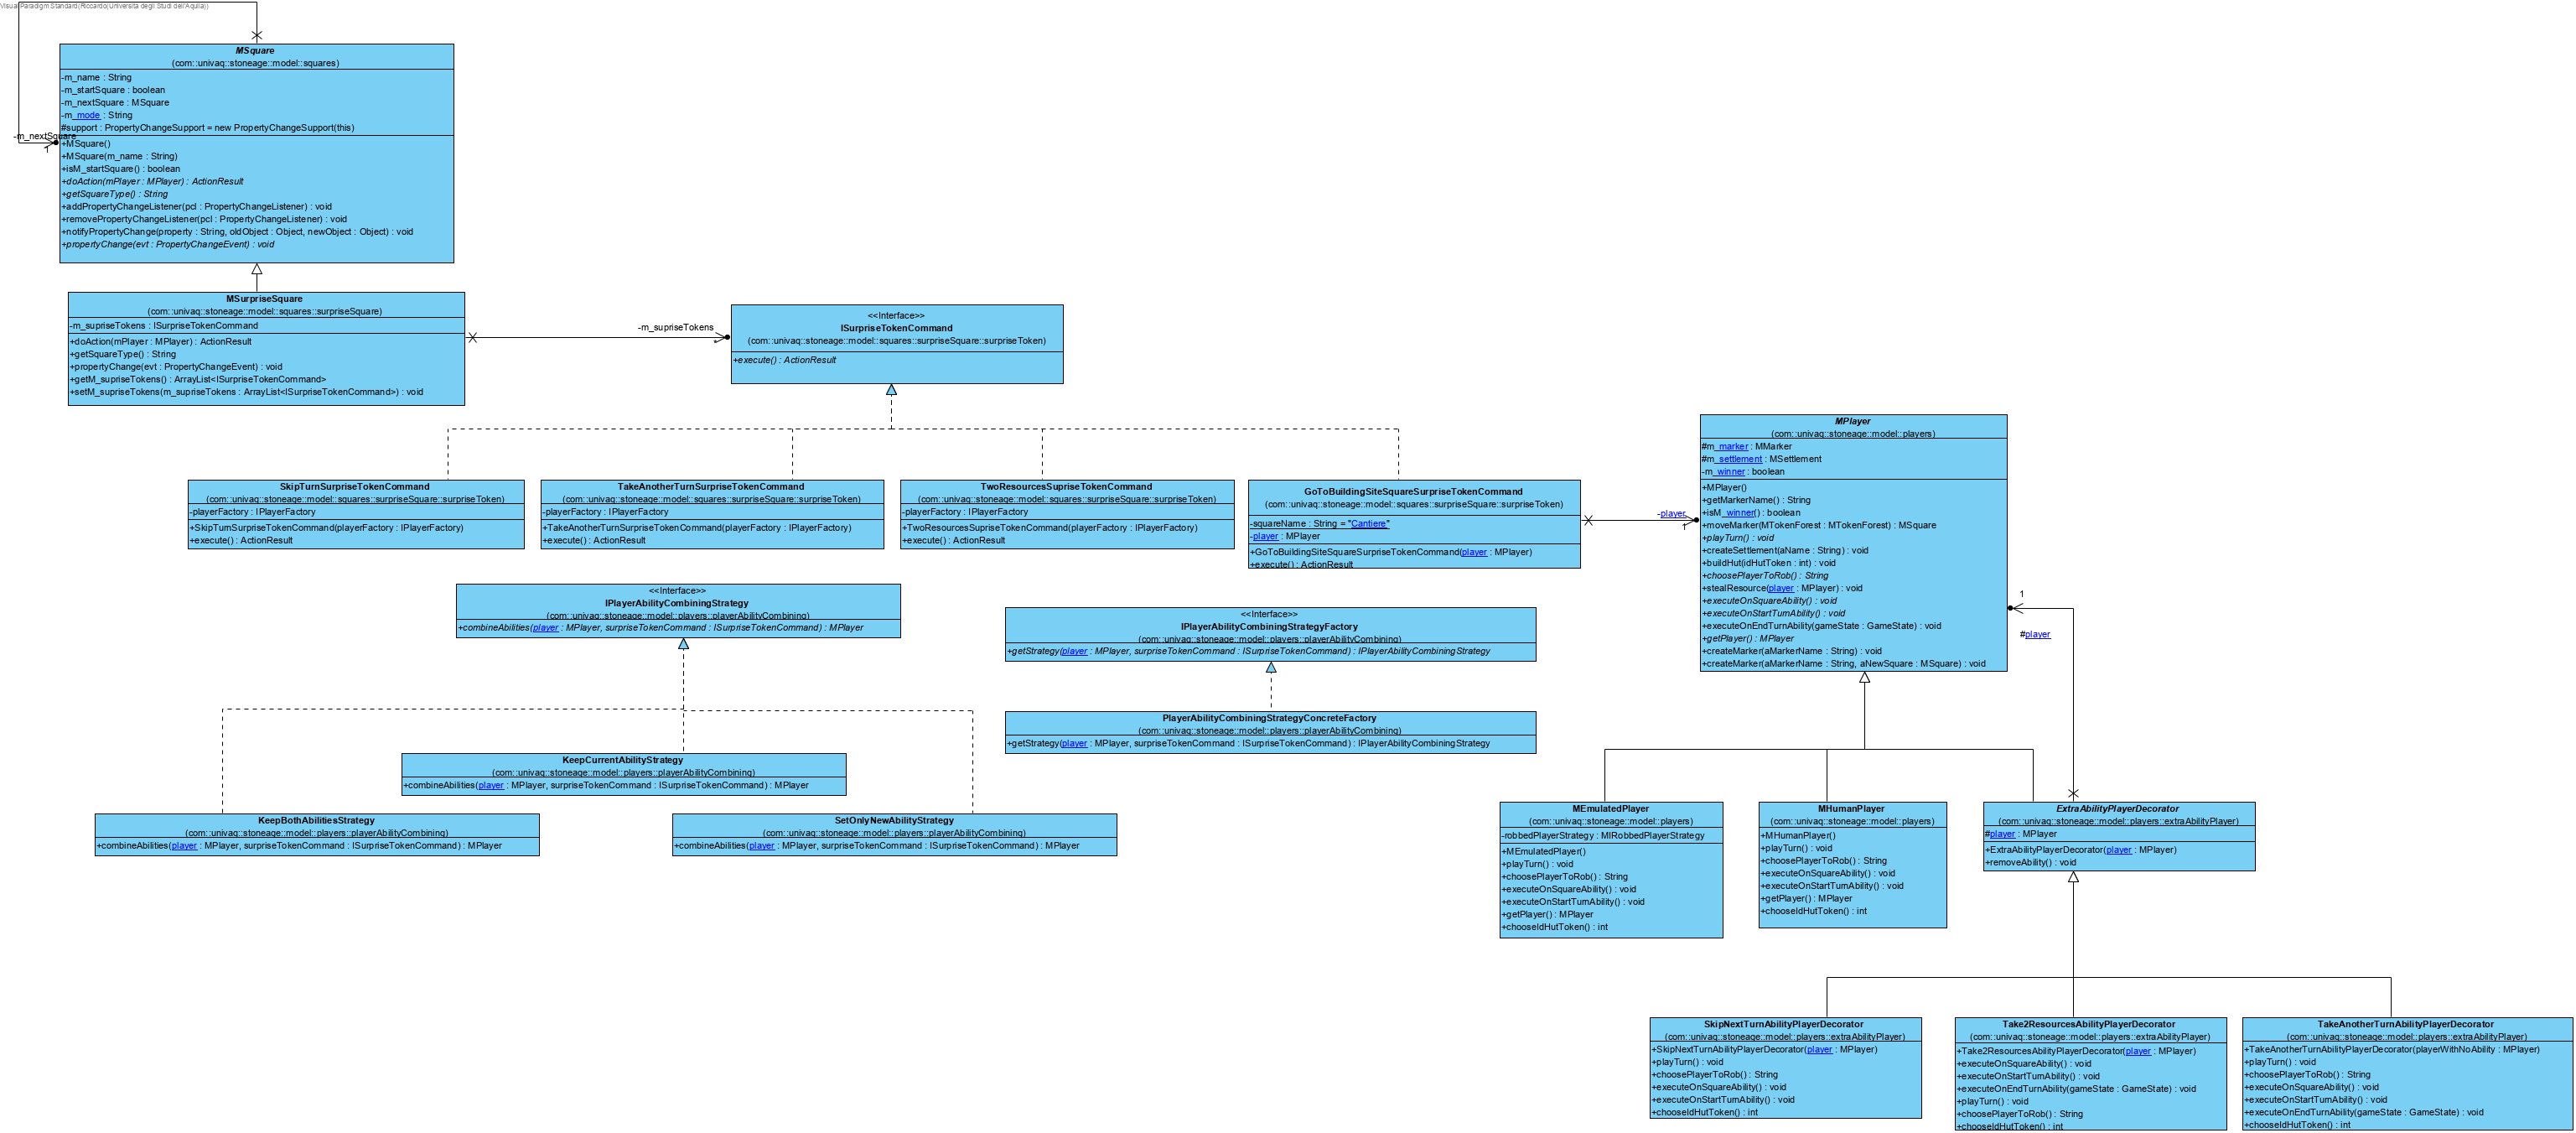 Visual Paradigm Standard(Riccardo(Universita degli Studi dell'Aquila))
MSquare
(com::univaq::stoneage::model::squares)
-m_name : String
-m_startSquare : boolean
-m_nextSquare : MSquare
-m_mode : String
#support : PropertyChangeSupport = new PropertyChangeSupport(this)
+MSquare()
+MSquare(m_name : String)
+isM_startSquare() : boolean
+doAction(mPlayer : MPlayer) : ActionResult
+getSquareType() : String
+addPropertyChangeListener(pcl : PropertyChangeListener) : void
+removePropertyChangeListener(pcl : PropertyChangeListener) : void
+notifyPropertyChange(property : String, oldObject : Object, newObject : Object) : void
+propertyChange(evt : PropertyChangeEvent) : void
-m_nextSquare
1
MSurpriseSquare
(com::univaq::stoneage::model::squares::surpriseSquare)
-m_supriseTokens : ISurpriseTokenCommand
+doAction(mPlayer : MPlayer) : ActionResult
+getSquareType() : String
+propertyChange(evt : PropertyChangeEvent) : void
+getM_supriseTokens() : ArrayList<ISurpriseTokenCommand>
+setM_supriseTokens(m_supriseTokens : ArrayList<ISurpriseTokenCommand>) : void
-m_supriseTokens
*
<<Interface>>
ISurpriseTokenCommand
(com::univaq::stoneage::model::squares::surpriseSquare::surpriseToken)
+execute() : ActionResult
SkipTurnSurpriseTokenCommand
(com::univaq::stoneage::model::squares::surpriseSquare::surpriseToken)
-playerFactory : IPlayerFactory
+SkipTurnSurpriseTokenCommand(playerFactory : IPlayerFactory)
+execute() : ActionResult
TakeAnotherTurnSurpriseTokenCommand
(com::univaq::stoneage::model::squares::surpriseSquare::surpriseToken)
-playerFactory : IPlayerFactory
+TakeAnotherTurnSurpriseTokenCommand(playerFactory : IPlayerFactory)
+execute() : ActionResult
TwoResourcesSupriseTokenCommand
(com::univaq::stoneage::model::squares::surpriseSquare::surpriseToken)
-playerFactory : IPlayerFactory
+TwoResourcesSupriseTokenCommand(playerFactory : IPlayerFactory)
+execute() : ActionResult
GoToBuildingSiteSquareSurpriseTokenCommand
(com::univaq::stoneage::model::squares::surpriseSquare::surpriseToken)
-squareName : String = "Cantiere"
-player : MPlayer
+GoToBuildingSiteSquareSurpriseTokenCommand(player : MPlayer)
+execute() : ActionResult
-player
1
MPlayer
(com::univaq::stoneage::model::players)
#m_marker : MMarker
#m_settlement : MSettlement
-m_winner : boolean
+MPlayer()
+getMarkerName() : String
+isM_winner() : boolean
+moveMarker(MTokenForest : MTokenForest) : MSquare
+playTurn() : void
+createSettlement(aName : String) : void
+buildHut(idHutToken : int) : void
+choosePlayerToRob() : String
+stealResource(player : MPlayer) : void
+executeOnSquareAbility() : void
+executeOnStartTurnAbility() : void
+executeOnEndTurnAbility(gameState : GameState) : void
+getPlayer() : MPlayer
+createMarker(aMarkerName : String) : void
+createMarker(aMarkerName : String, aNewSquare : MSquare) : void
1
#player
<<Interface>>
IPlayerAbilityCombiningStrategy
(com::univaq::stoneage::model::players::playerAbilityCombining)
+combineAbilities(player : MPlayer, surpriseTokenCommand : ISurpriseTokenCommand) : MPlayer
<<Interface>>
IPlayerAbilityCombiningStrategyFactory
(com::univaq::stoneage::model::players::playerAbilityCombining)
+getStrategy(player : MPlayer, surpriseTokenCommand : ISurpriseTokenCommand) : IPlayerAbilityCombiningStrategy
PlayerAbilityCombiningStrategyConcreteFactory
(com::univaq::stoneage::model::players::playerAbilityCombining)
+getStrategy(player : MPlayer, surpriseTokenCommand : ISurpriseTokenCommand) : IPlayerAbilityCombiningStrategy
KeepCurrentAbilityStrategy
(com::univaq::stoneage::model::players::playerAbilityCombining)
+combineAbilities(player : MPlayer, surpriseTokenCommand : ISurpriseTokenCommand) : MPlayer
KeepBothAbilitiesStrategy
(com::univaq::stoneage::model::players::playerAbilityCombining)
+combineAbilities(player : MPlayer, surpriseTokenCommand : ISurpriseTokenCommand) : MPlayer
SetOnlyNewAbilityStrategy
(com::univaq::stoneage::model::players::playerAbilityCombining)
+combineAbilities(player : MPlayer, surpriseTokenCommand : ISurpriseTokenCommand) : MPlayer
MEmulatedPlayer
(com::univaq::stoneage::model::players)
-robbedPlayerStrategy : MIRobbedPlayerStrategy
+MEmulatedPlayer()
+playTurn() : void
+choosePlayerToRob() : String
+executeOnSquareAbility() : void
+executeOnStartTurnAbility() : void
+getPlayer() : MPlayer
+chooseIdHutToken() : int
MHumanPlayer
(com::univaq::stoneage::model::players)
+MHumanPlayer()
+playTurn() : void
+choosePlayerToRob() : String
+executeOnSquareAbility() : void
+executeOnStartTurnAbility() : void
+getPlayer() : MPlayer
+chooseIdHutToken() : int
ExtraAbilityPlayerDecorator
(com::univaq::stoneage::model::players::extraAbilityPlayer)
#player : MPlayer
+ExtraAbilityPlayerDecorator(player : MPlayer)
+removeAbility() : void
SkipNextTurnAbilityPlayerDecorator
(com::univaq::stoneage::model::players::extraAbilityPlayer)
+SkipNextTurnAbilityPlayerDecorator(player : MPlayer)
+playTurn() : void
+choosePlayerToRob() : String
+executeOnSquareAbility() : void
+executeOnStartTurnAbility() : void
+chooseIdHutToken() : int
Take2ResourcesAbilityPlayerDecorator
(com::univaq::stoneage::model::players::extraAbilityPlayer)
+Take2ResourcesAbilityPlayerDecorator(player : MPlayer)
+executeOnSquareAbility() : void
+executeOnStartTurnAbility() : void
+executeOnEndTurnAbility(gameState : GameState) : void
+playTurn() : void
+choosePlayerToRob() : String
+chooseIdHutToken() : int
TakeAnotherTurnAbilityPlayerDecorator
(com::univaq::stoneage::model::players::extraAbilityPlayer)
+TakeAnotherTurnAbilityPlayerDecorator(playerWithNoAbility : MPlayer)
+playTurn() : void
+choosePlayerToRob() : String
+executeOnSquareAbility() : void
+executeOnStartTurnAbility() : void
+executeOnEndTurnAbility(gameState : GameState) : void
+chooseIdHutToken() : int